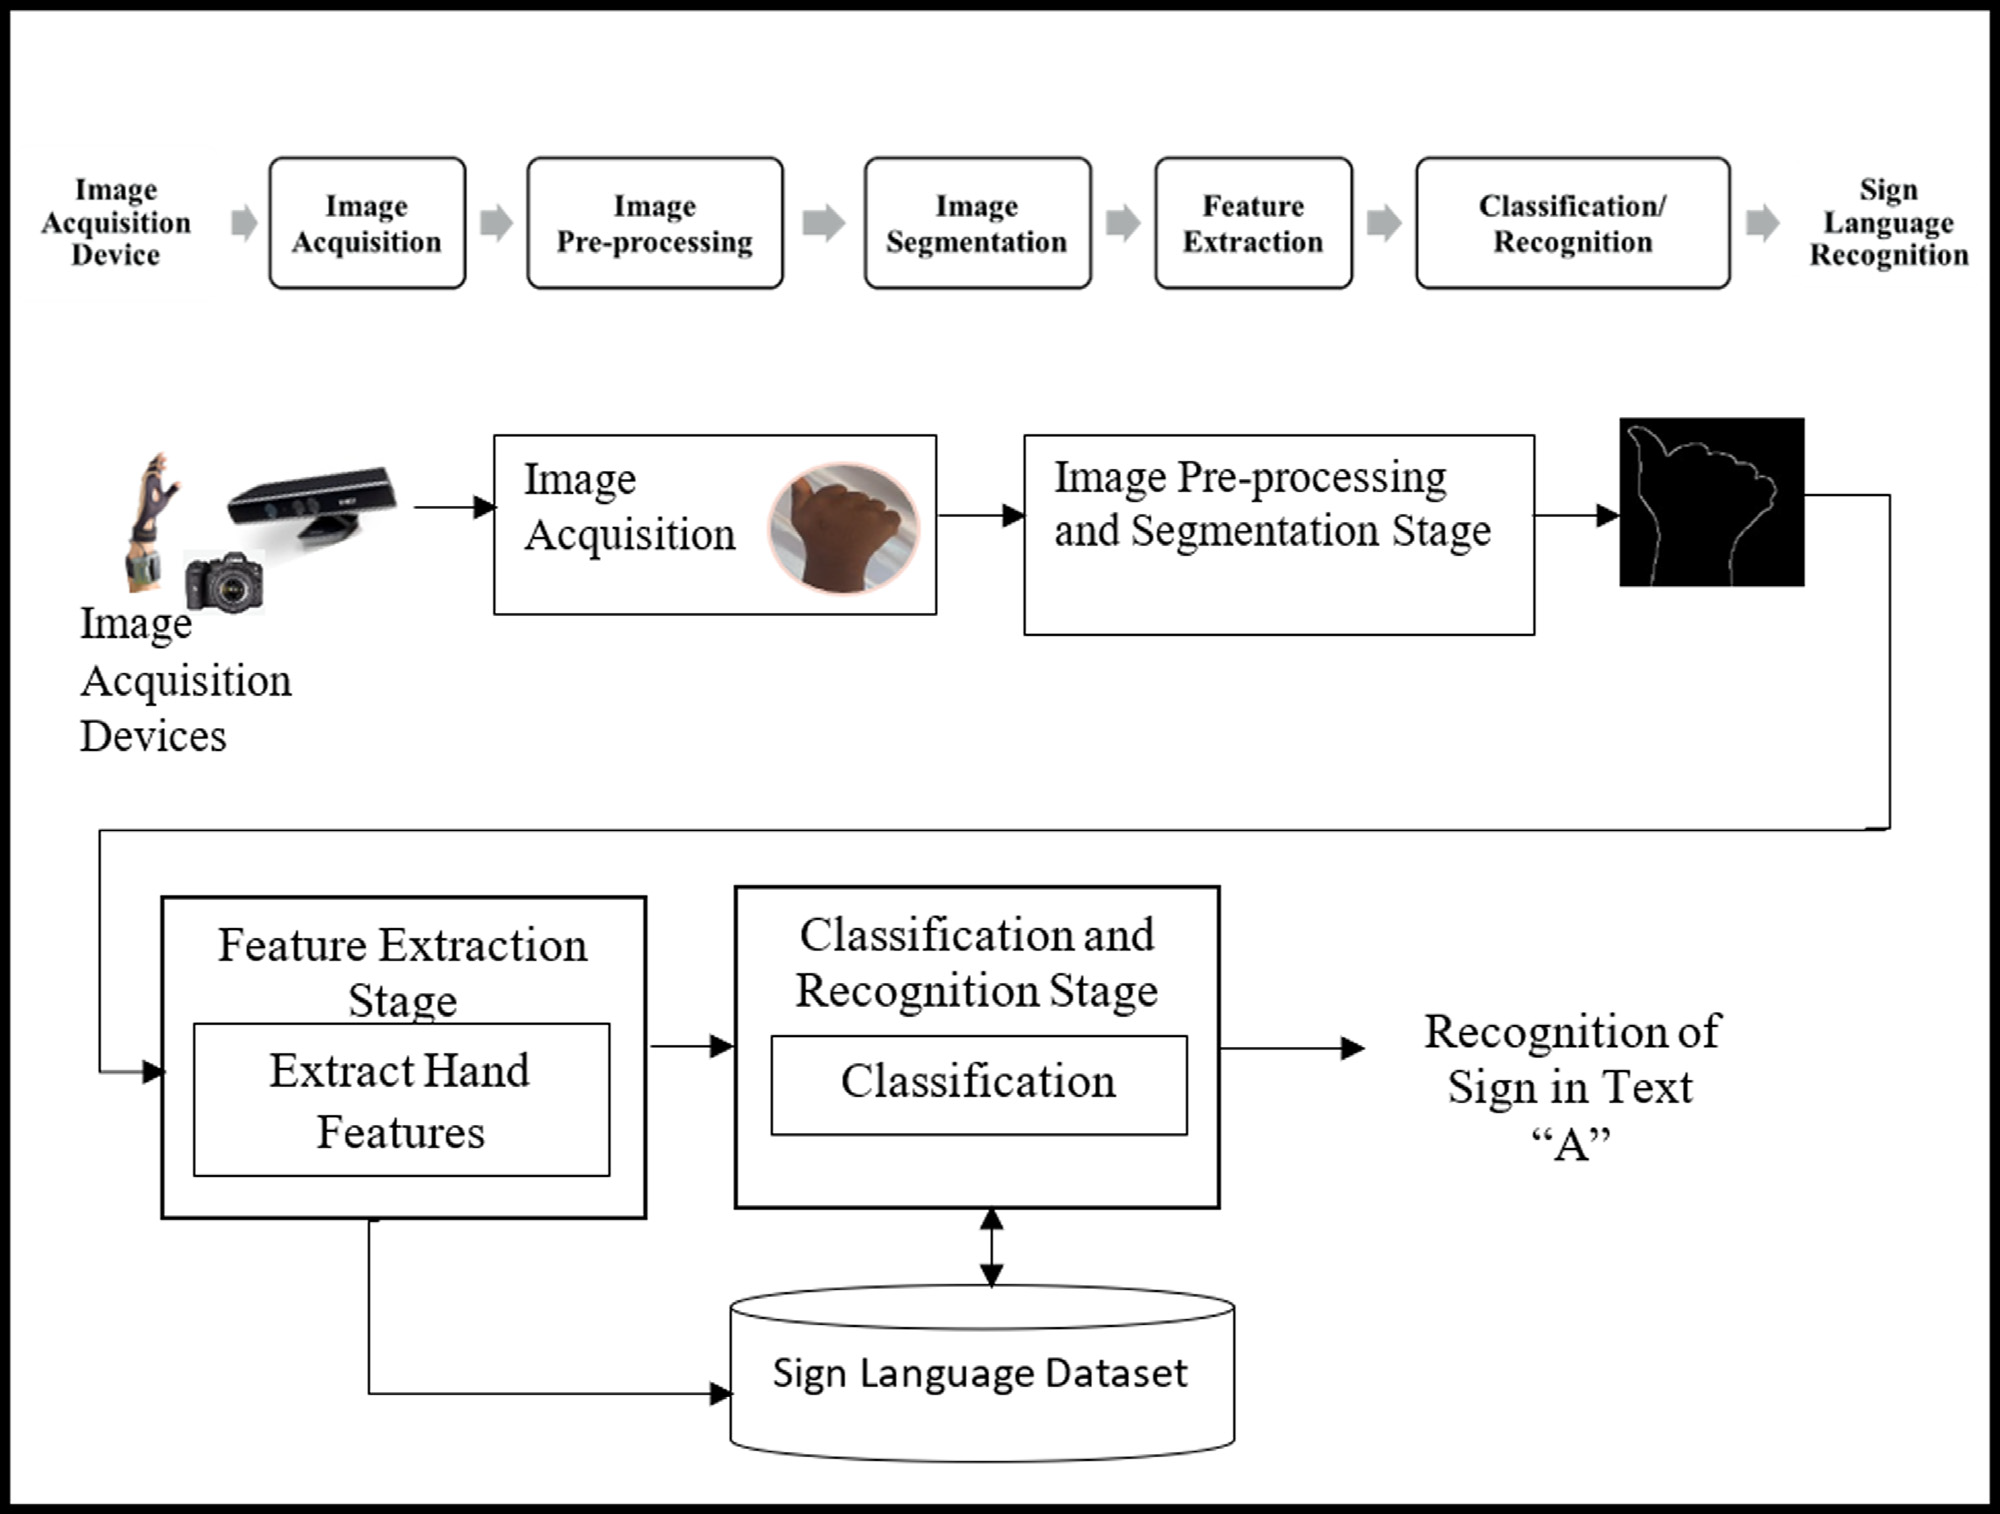 Image
Acquisition
Device
Image
Acquisition
Image
Pre-processing
Image
Segmentation
Feature
Extraction
Classification/
Recognition
Sign
Language
Recognition
Image
Acquisition
Devices
Image
Acquisition
Image Pre-processing
and Segmentation Stage
Feature Extraction
Stage
Extract Hand
Features
Classification and
Recognition Stage
Classification
Recognition of
Sign in Text
“A”
Sign Language Dataset